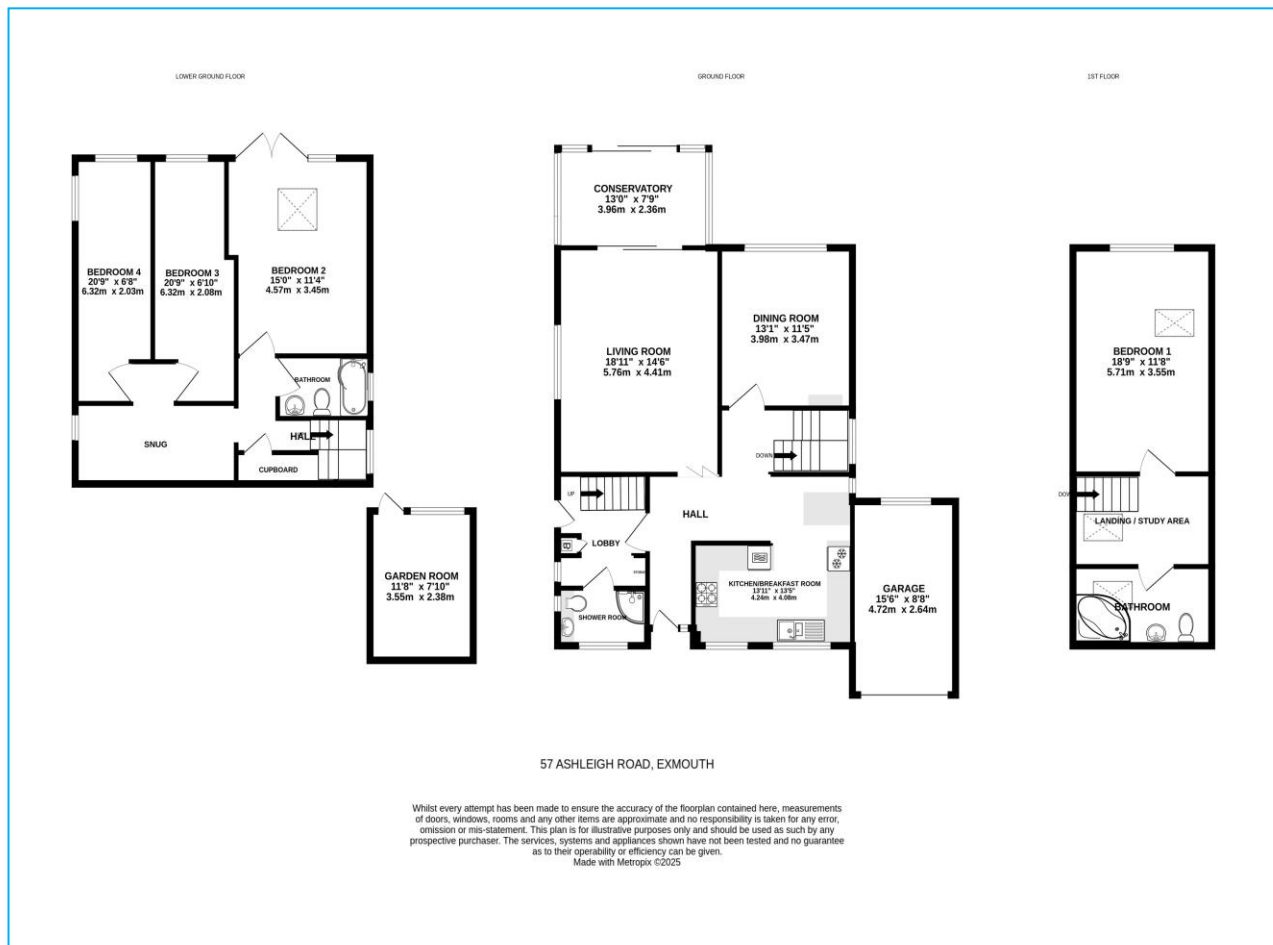 LOWER GROUND FLOOR
BEDROOM 4
20'9" x 6'8"
6.32m x 2.03m
BEDROOM 3
20'9" x 6'10"
6.32m x 2.08m
BEDROOM 2
15'0" x 11'4"
4.57m x 3.45m
BATHROOM
SNUG
HALL
CUPBOARD
GARDEN ROOM
11'8" x 7'10"
3.55m x 2.38m
GROUND FLOOR
CONSERVATORY
13'0" x 7'9"
3.96m x 2.36m
LIVING ROOM
18'11" x 14'6"
5.76m x 4.41m
DINING ROOM
13'1" x 11'5"
3.98m x 3.47m
DOWN
UP
HALL
LOBBY
B
KITCHEN/BREAKFAST ROOM
13'11" x 13'5"
4.24m x 4.08m
SHOWER ROOM
GARAGE
15'6" x 8'8"
4.72m x 2.64m
1ST FLOOR
BEDROOM 1
18'9" x 11'8"
5.71m x 3.55m
LANDING / STUDY AREA
BATHROOM
57 ASHLEIGH ROAD, EXMOUTH
Whilst every attempt has been made to ensure the accuracy of the floorplan contained here, measurements
of doors, windows, rooms and any other items are approximate and no responsibility is taken for any error,
omission or mis-statement. This plan is for illustrative purposes only and should be used as such by any
prospective purchaser. The services, systems and appliances shown have not been tested and no guarantee
as to their operability or efficiency can be given.
Made with Metropix ©2025